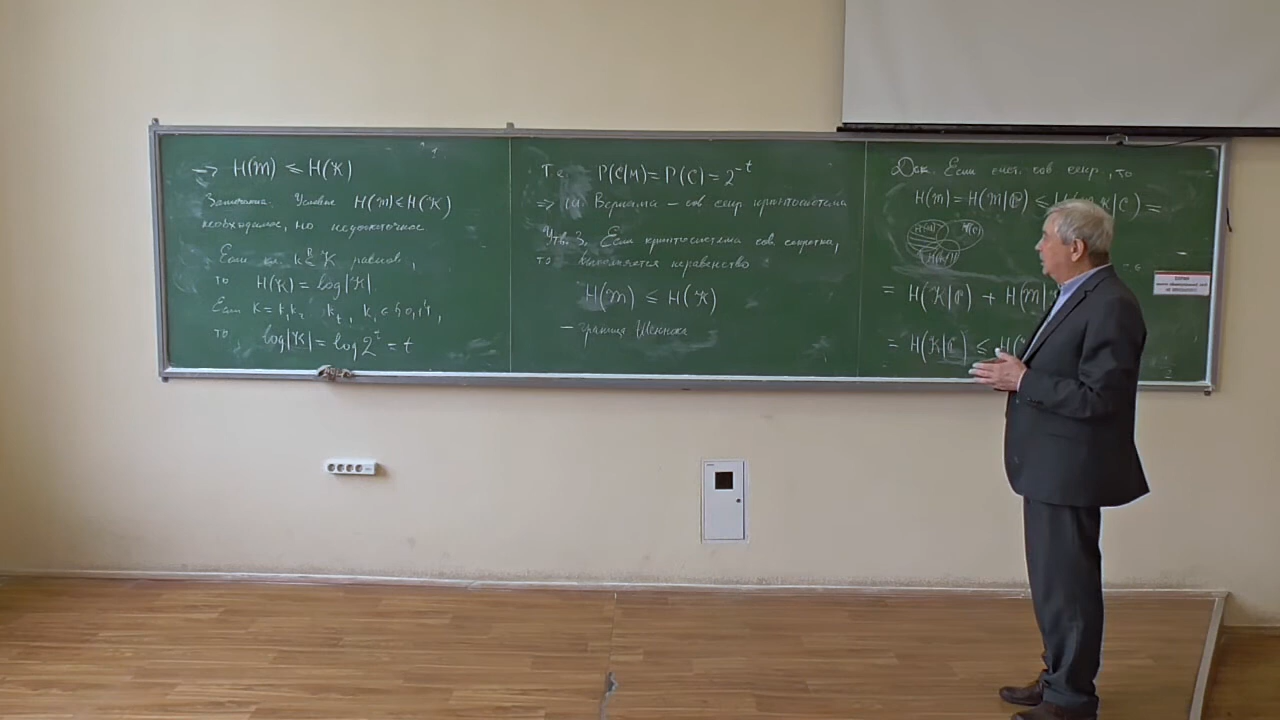 => H(M) ≤ H(K)
Замечание. Условие H(M) ≤ H(K)
необходимое, но недостаточное
Если кл. k R∈ K равнов.,
то H(K) = log|K|.
Если k = k₁k₂ kₜ, kᵢ ∈ {0,1},
то log|K| = log 2ᵗ = t
Т.е. P(C|M) = P(C) = 2⁻ᵗ
=> ш. Вернама – сов секр криптосистема
Утв. 3. Если криптосистема сов. секретна,
то выполняется неравенство
H(M) ≤ H(K)
– граница Шеннона
Док. Если сист. сов секр, то
H(M) = H(M|C) ≤ K|C) =
H(M) H(C)
= H(K|C) + H(M|
= H(K|C) ≤ H(